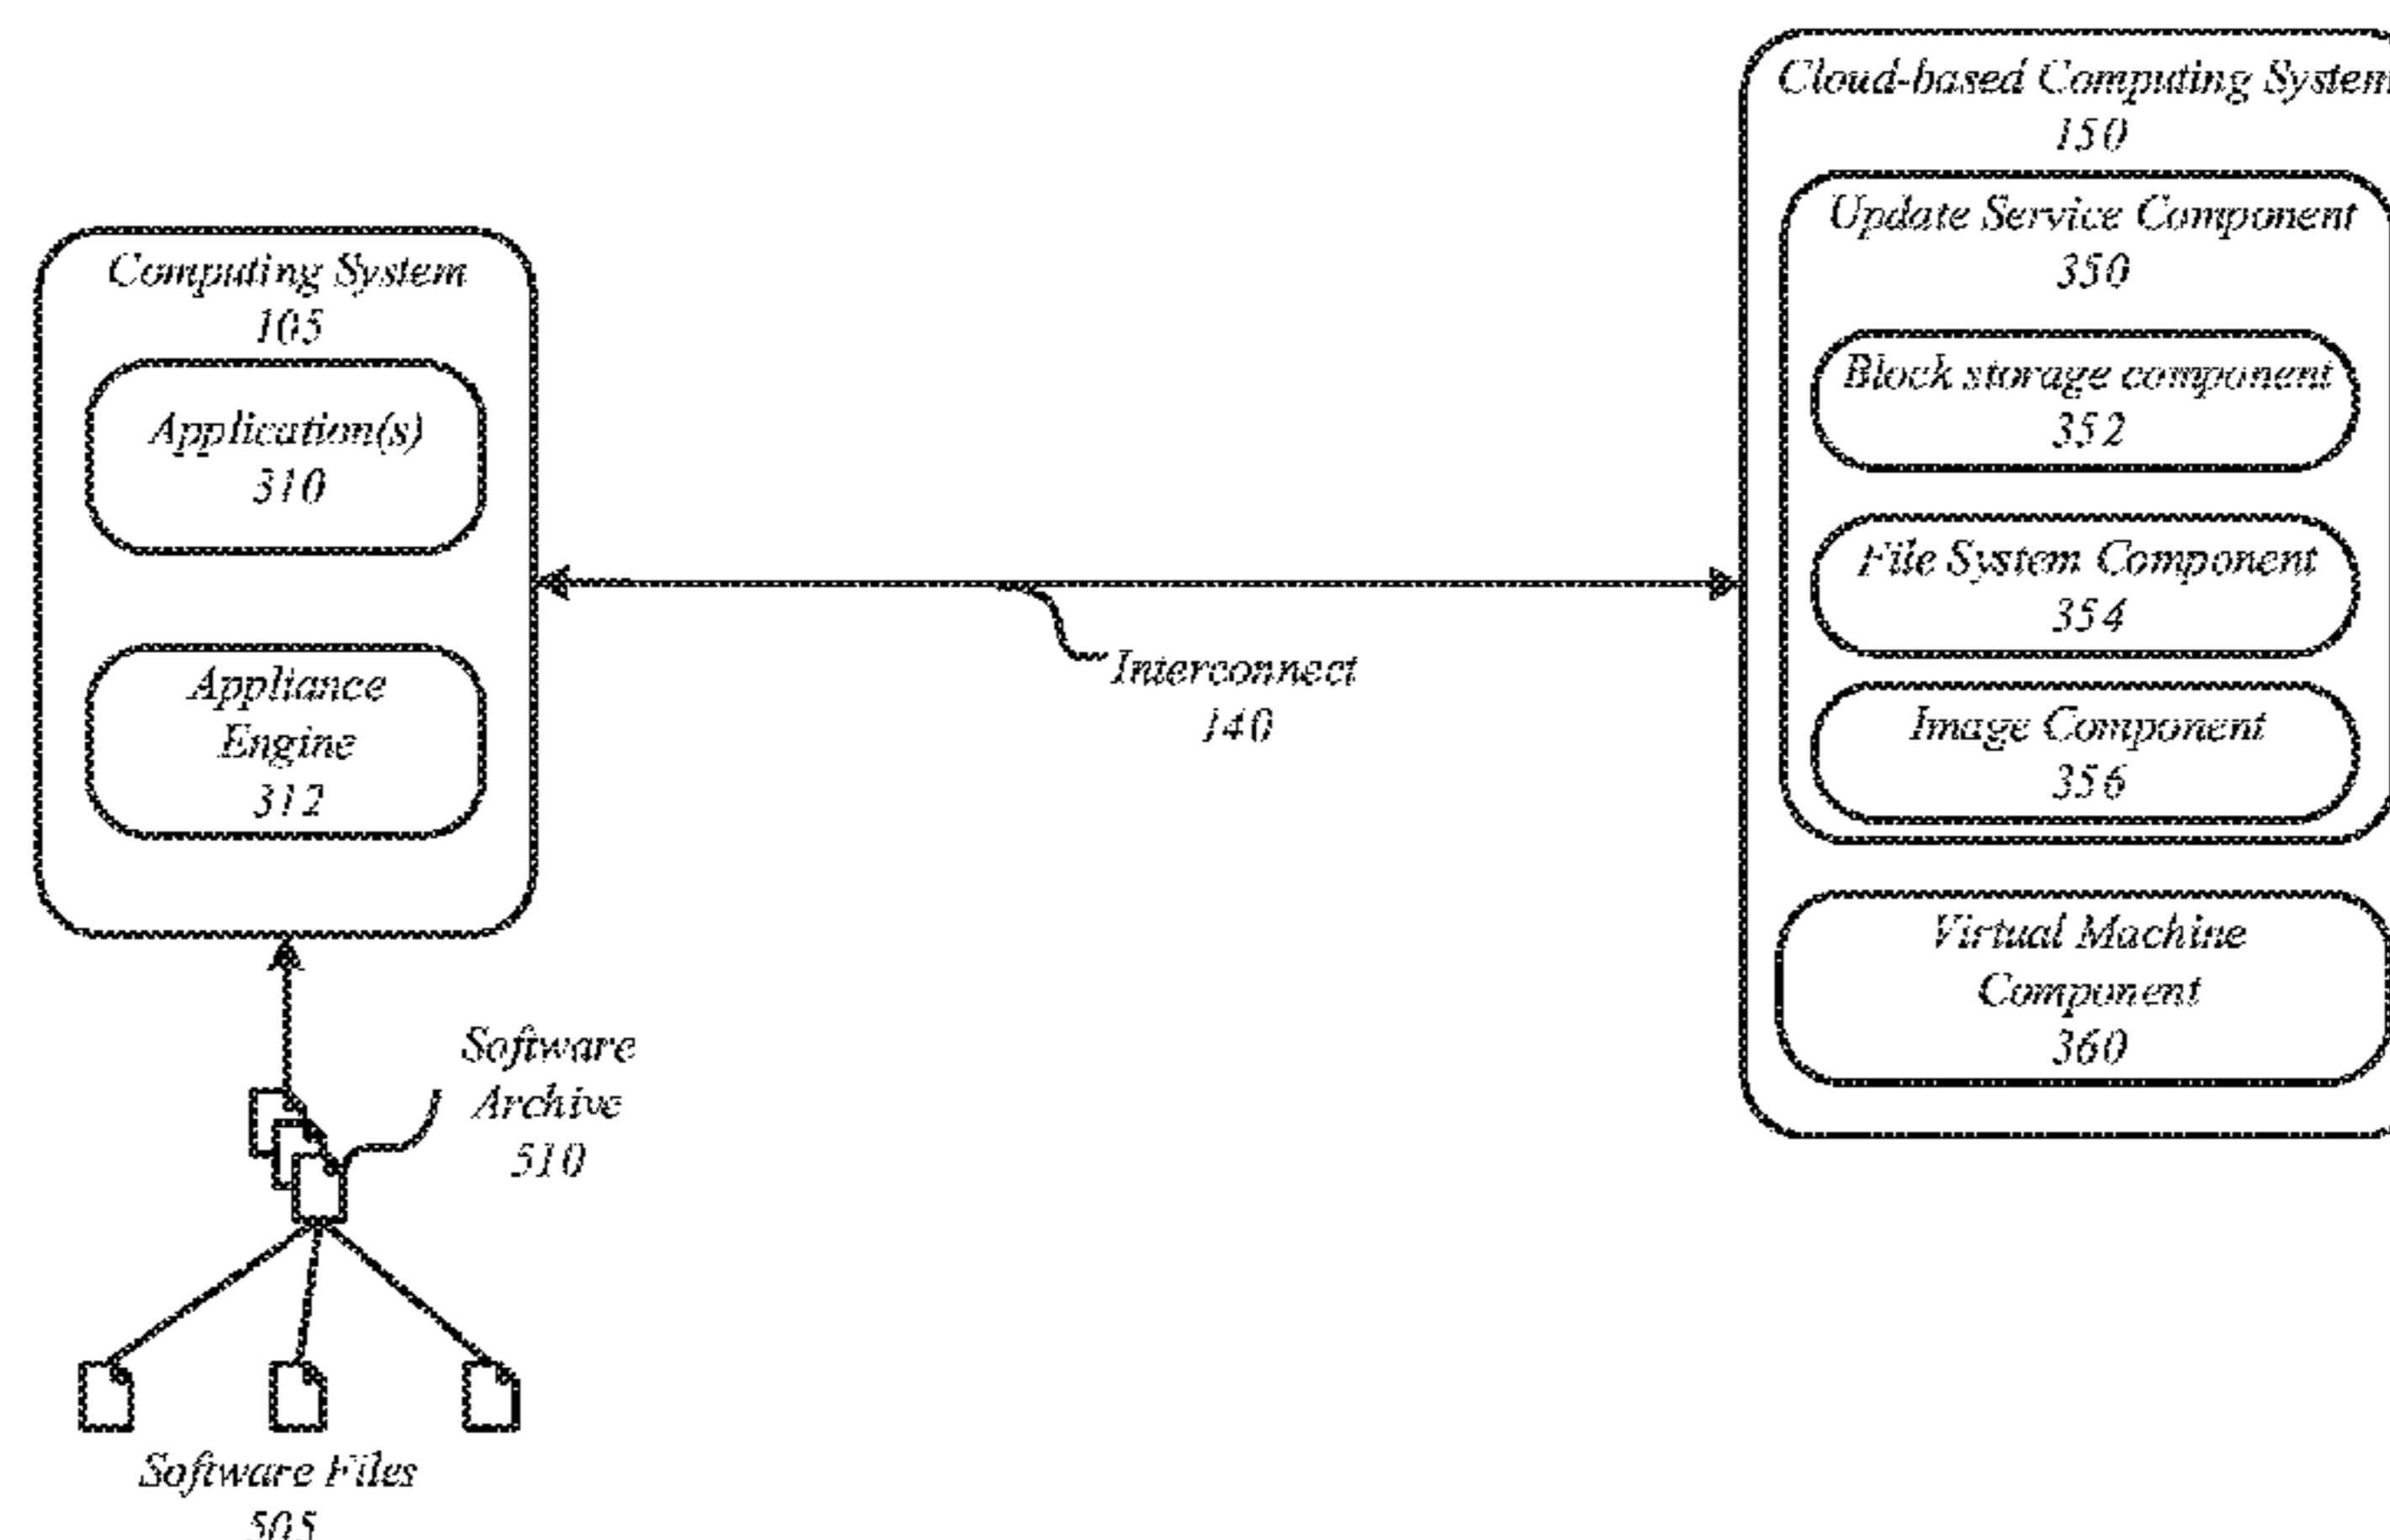 Cloud-based Computing System
150
Update Service Component
350
Computing System
105
Block storage component
352
Application(s)
310
File System Component
354
Interconnect
140
Appliance
Engine
312
Image Component
356
Virtual Machine
Component
360
Software
Archive
510
Software Files
505